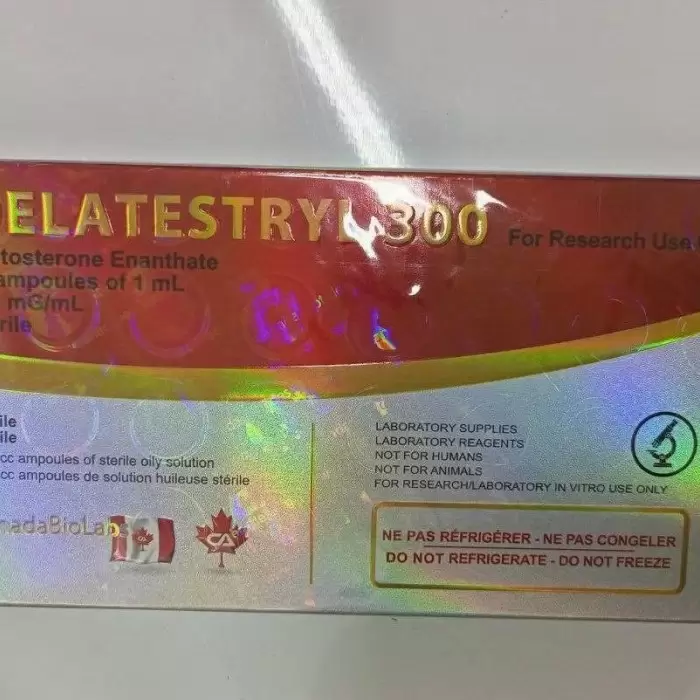 ELATESTRYL 300
For Research Use
tosterone Enanthate
ampoules of 1 mL
mG/mL
rile
ile
ile
cc ampoules of sterile oily solution
cc ampoules de solution huileuse stérile
nadaBioLabs
CA
LABORATORY SUPPLIES
LABORATORY REAGENTS
NOT FOR HUMANS
NOT FOR ANIMALS
FOR RESEARCH/LABORATORY IN VITRO USE ONLY
NE PAS RÉFRIGÉRER - NE PAS CONGELER
DO NOT REFRIGERATE - DO NOT FREEZE